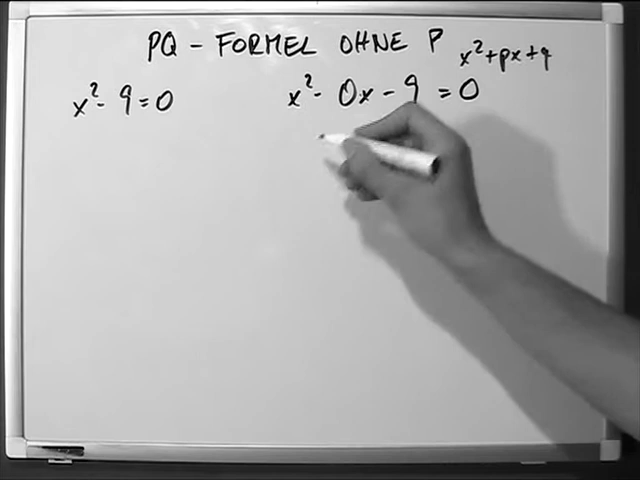 PQ - FORMEL OHNE P
x²+px+q
x²- 9=0
x²- 0x - 9 = 0